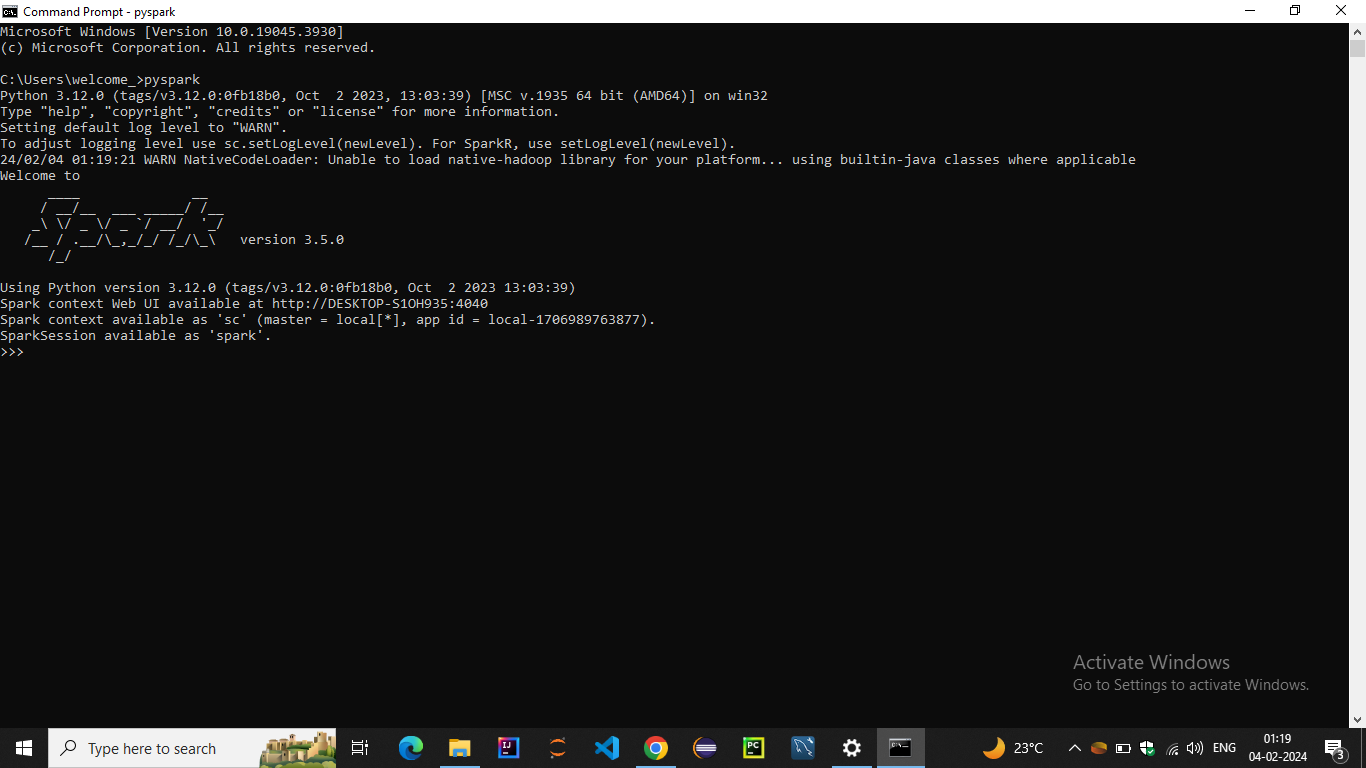 Command Prompt - pyspark
Microsoft Windows [Version 10.0.19045.3930]
(c) Microsoft Corporation. All rights reserved.
C:\Users\welcome_>pyspark
Python 3.12.0 (tags/v3.12.0:0fb18b0, Oct  2 2023, 13:03:39) [MSC v.1935 64 bit (AMD64)] on win32
Type "help", "copyright", "credits" or "license" for more information.
Setting default log level to "WARN".
To adjust logging level use sc.setLogLevel(newLevel). For SparkR, use setLogLevel(newLevel).
24/02/04 01:19:21 WARN NativeCodeLoader: Unable to load native-hadoop library for your platform... using builtin-java classes where applicable
Welcome to
Spark version 3.5.0
Using Python version 3.12.0 (tags/v3.12.0:0fb18b0, Oct  2 2023 13:03:39)
Spark context Web UI available at http://DESKTOP-S1OH935:4040
Spark context available as 'sc' (master = local[*], app id = local-1706989763877).
SparkSession available as 'spark'.
>>>
Activate Windows
Go to Settings to activate Windows.
Type here to search
IJ
PC
23°C
ENG
01:19
04-02-2024
3